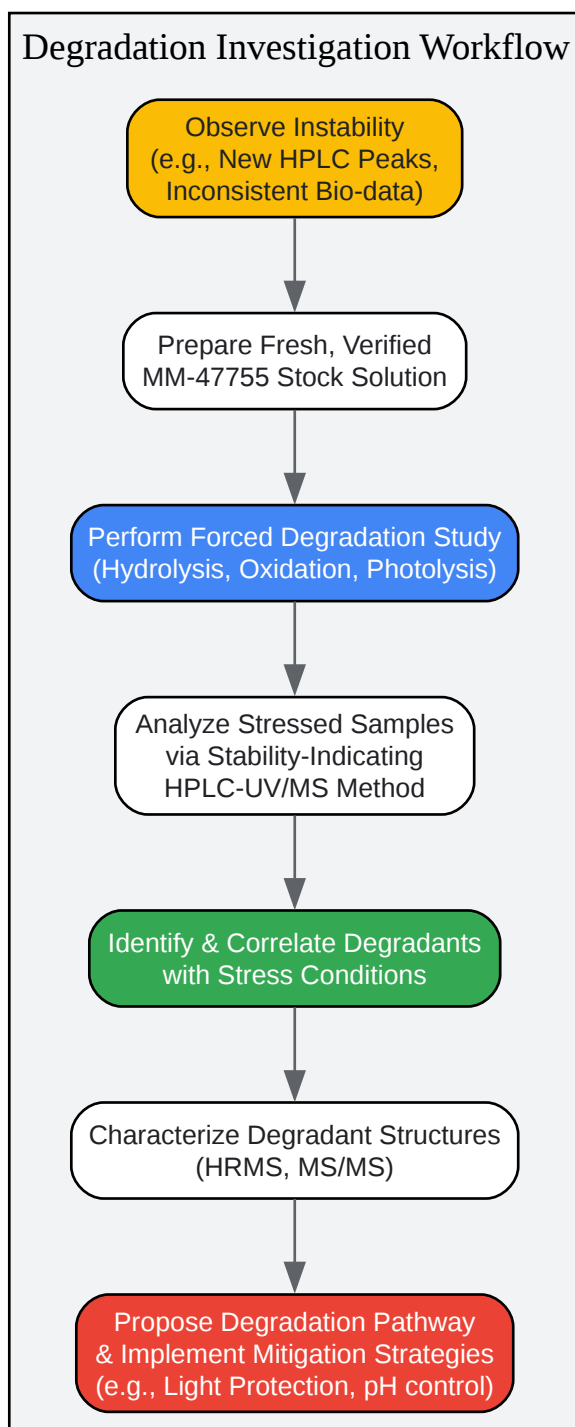 Degradation Investigation Workflow
Observe Instability
(e.g., New HPLC Peaks,
Inconsistent Bio-data)
Prepare Fresh, Verified
MM-47755 Stock Solution
Perform Forced Degradation Study
(Hydrolysis, Oxidation, Photolysis)
Analyze Stressed Samples
via Stability-Indicating
HPLC-UV/MS Method
Identify & Correlate Degradants
with Stress Conditions
Characterize Degradant Structures
(HRMS, MS/MS)
Propose Degradation Pathway
& Implement Mitigation Strategies
(e.g., Light Protection, pH control)